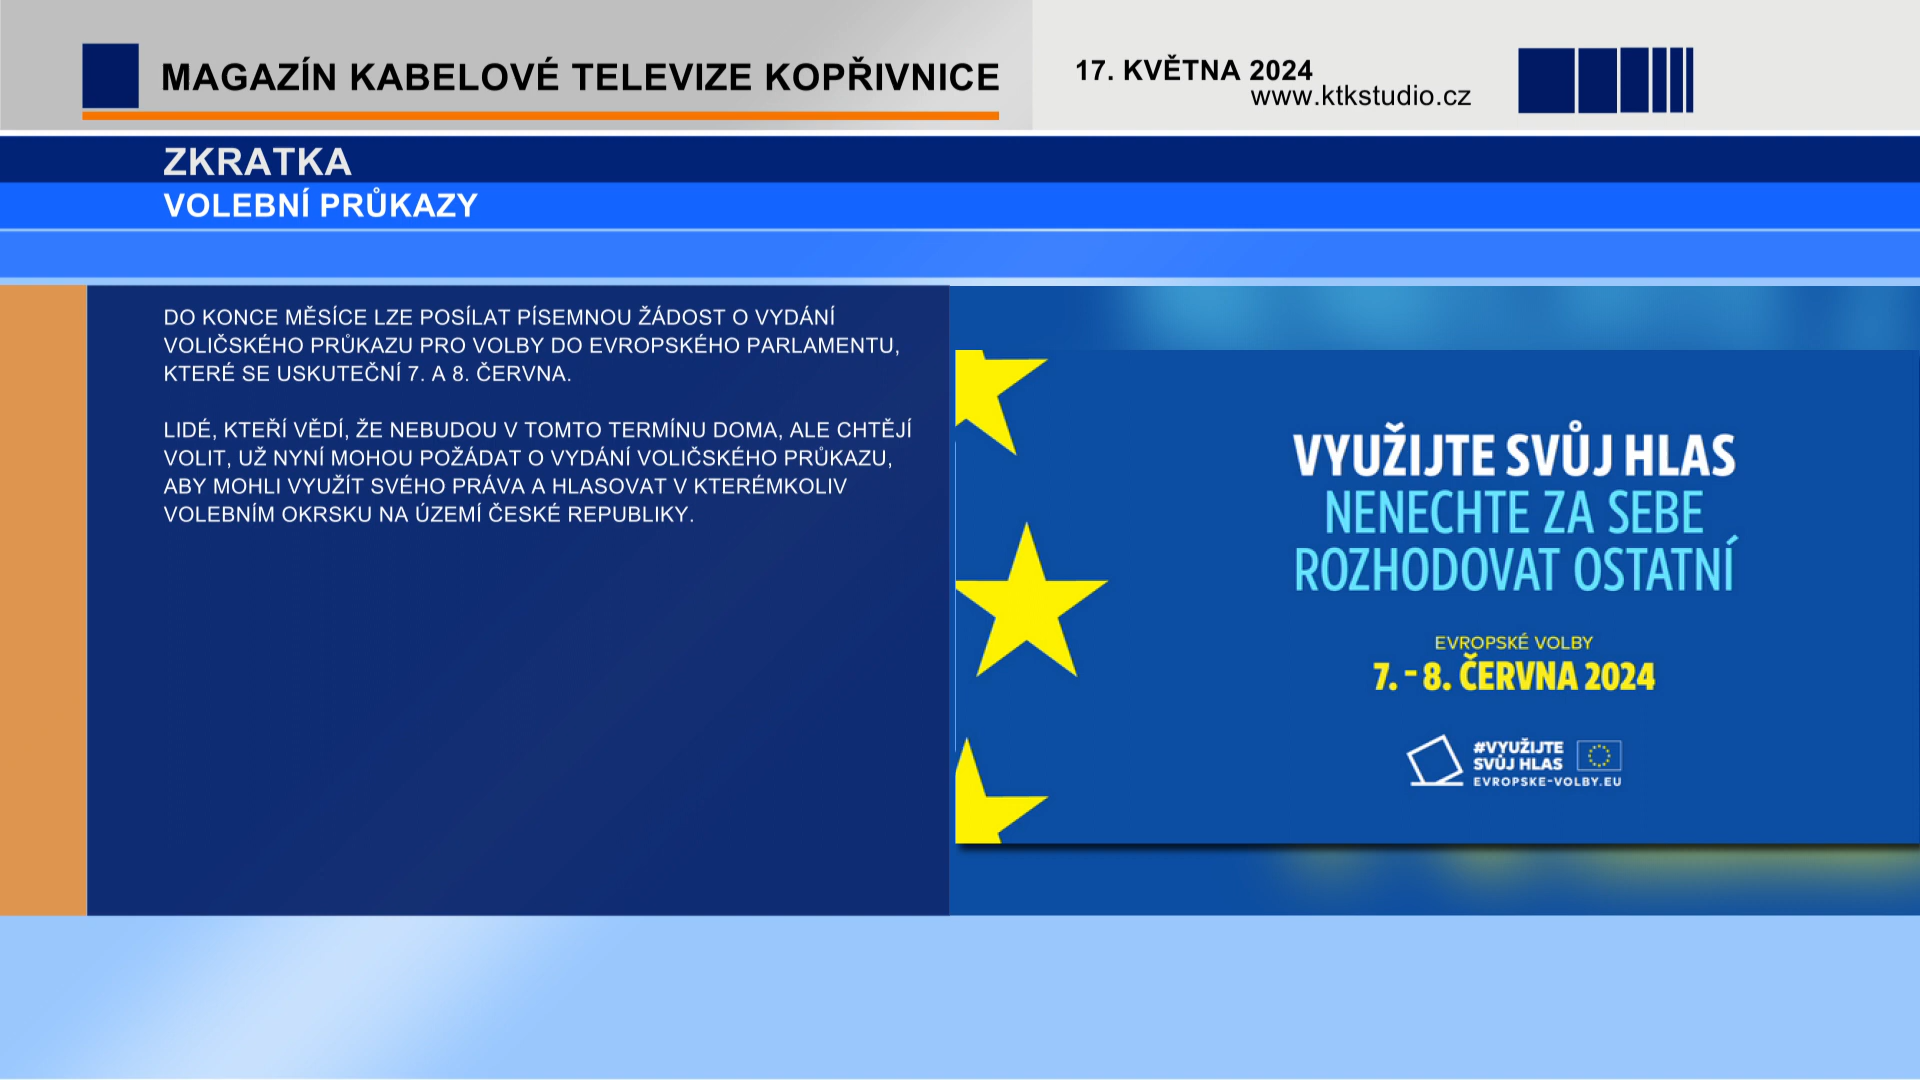 MAGAZÍN KABELOVÉ TELEVIZE KOPŘIVNICE
17. KVĚTNA 2024
www.ktkstudio.cz
ZKRATKA
VOLEBNÍ PRŮKAZY
DO KONCE MĚSÍCE LZE POSÍLAT PÍSEMNOU ŽÁDOST O VYDÁNÍ
VOLIČSKÉHO PRŮKAZU PRO VOLBY DO EVROPSKÉHO PARLAMENTU,
KTERÉ SE USKUTEČNÍ 7. A 8. ČERVNA.
LIDÉ, KTEŘÍ VĚDÍ, ŽE NEBUDOU V TOMTO TERMÍNU DOMA, ALE CHTĚJÍ
VOLIT, UŽ NYNÍ MOHOU POŽÁDAT O VYDÁNÍ VOLIČSKÉHO PRŮKAZU,
ABY MOHLI VYUŽÍT SVÉHO PRÁVA A HLASOVAT V KTERÉMKOLIV
VOLEBNÍM OKRSKU NA ÚZEMÍ ČESKÉ REPUBLIKY.
VYUŽIJTE SVŮJ HLAS
NENECHTE ZA SEBE
ROZHODOVAT OSTATNÍ
EVROPSKÉ VOLBY
7. - 8. ČERVNA 2024
#VYUŽIJTE
SVŮJ HLAS
EVROPSKE-VOLBY.EU